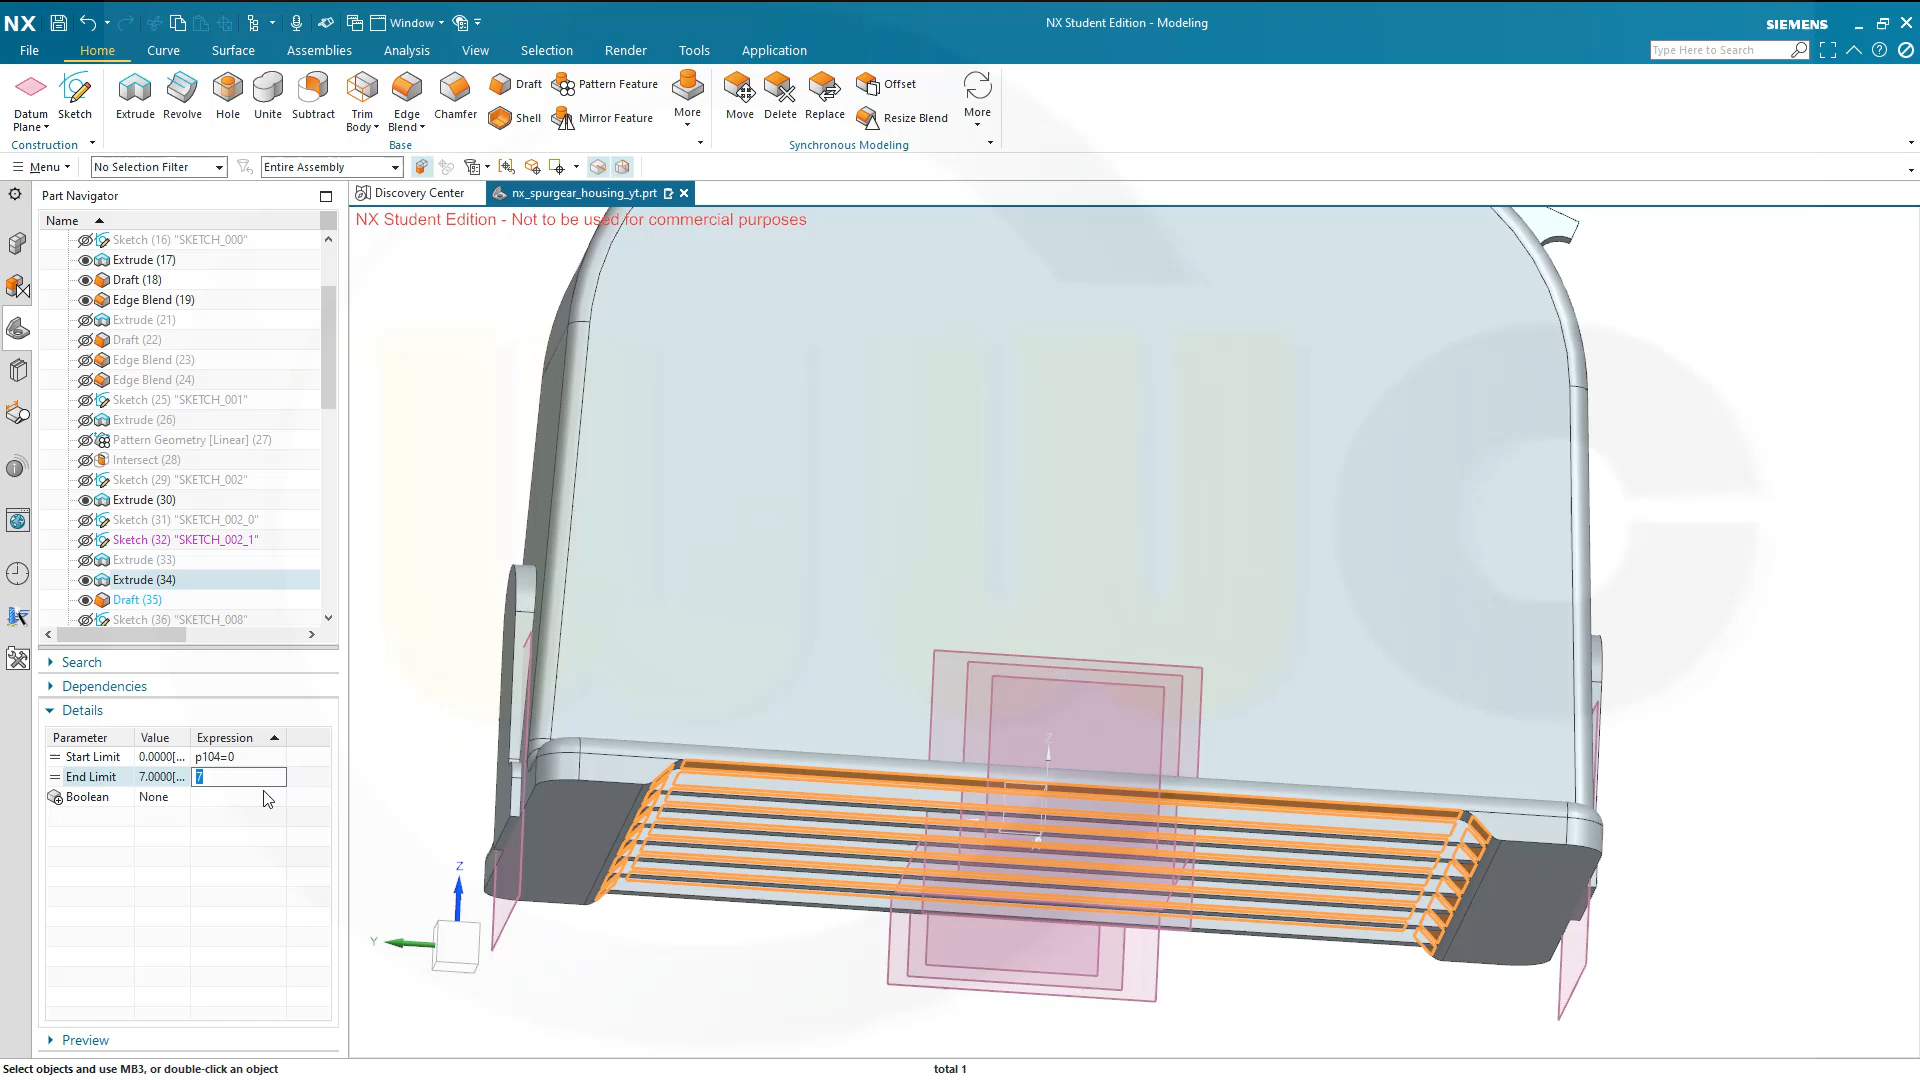 NX
Window
NX Student Edition - Modeling
SIEMENS
File
Home
Curve
Surface
Assemblies
Analysis
View
Selection
Render
Tools
Application
Type Here to Search
Datum Plane
Sketch
Extrude
Revolve
Hole
Unite
Subtract
Trim Body
Edge Blend
Chamfer
Draft
Shell
Pattern Feature
Mirror Feature
More
Move
Delete
Replace
Offset
Resize Blend
More
Construction
Base
Synchronous Modeling
Menu
No Selection Filter
Entire Assembly
Part Navigator
Discovery Center
nx_spurgear_housing_yt.prt
NX Student Edition - Not to be used for commercial purposes
Name
Sketch (16) "SKETCH_000"
Extrude (17)
Draft (18)
Edge Blend (19)
Extrude (21)
Draft (22)
Edge Blend (23)
Edge Blend (24)
Sketch (25) "SKETCH_001"
Extrude (26)
Pattern Geometry [Linear] (27)
Intersect (28)
Sketch (29) "SKETCH_002"
Extrude (30)
Sketch (31) "SKETCH_002_0"
Sketch (32) "SKETCH_002_1"
Extrude (33)
Extrude (34)
Draft (35)
Sketch (36) "SKETCH_008"
Search
Dependencies
Details
Parameter Value Expression
Start Limit 0.0000[... p104=0
End Limit 7.0000[... 7
Boolean None
Preview
Z
Z
Y
Select objects and use MB3, or double-click an object
total 1